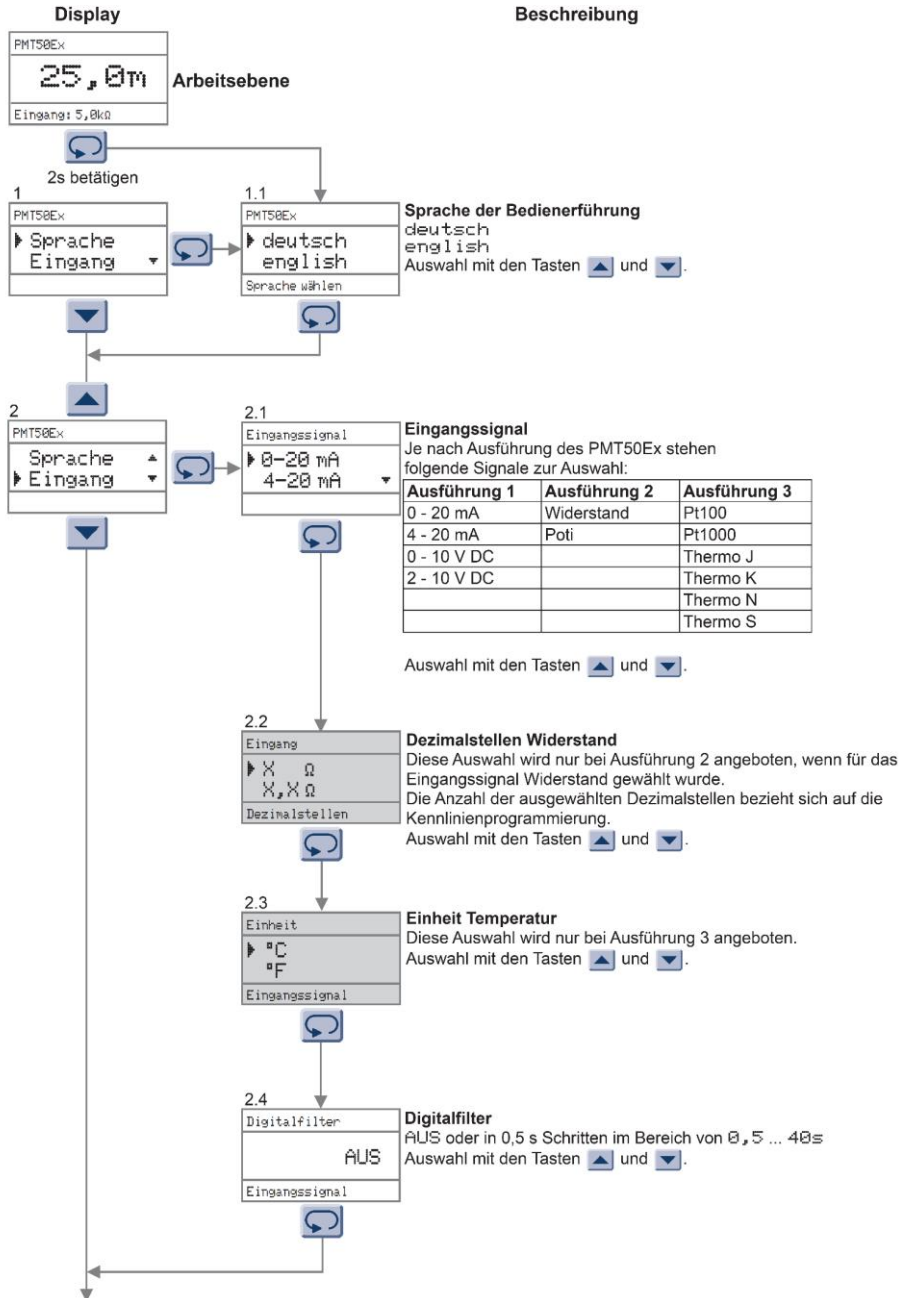 Display
Beschreibung
PMT50Ex
25,0m
Arbeitsebene
Eingang: 5,0kΩ
2s betätigen
1
PMT50Ex
Sprache
Eingang
1.1
PMT50Ex
deutsch
english
Sprache wählen
Sprache der Bedienerführung
deutsch
english
Auswahl mit den Tasten und .
2
PMT50Ex
Sprache
Eingang
2.1
Eingangssignal
0-20 mA
4-20 mA
Eingangssignal
Je nach Ausführung des PMT50Ex stehen
folgende Signale zur Auswahl:
Ausführung 1 Ausführung 2 Ausführung 3
0 - 20 mA Widerstand Pt100
4 - 20 mA Poti Pt1000
0 - 10 V DC Thermo J
2 - 10 V DC Thermo K
Thermo N
Thermo S
Auswahl mit den Tasten und .
2.2
Eingang
X Ω
X,X Ω
Dezimalstellen
Dezimalstellen Widerstand
Diese Auswahl wird nur bei Ausführung 2 angeboten, wenn für das
Eingangssignal Widerstand gewählt wurde.
Die Anzahl der ausgewählten Dezimalstellen bezieht sich auf die
Kennlinienprogrammierung.
Auswahl mit den Tasten und .
2.3
Einheit
°C
°F
Eingangssignal
Einheit Temperatur
Diese Auswahl wird nur bei Ausführung 3 angeboten.
Auswahl mit den Tasten und .
2.4
Digitalfilter
AUS
Eingangssignal
Digitalfilter
AUS oder in 0,5 s Schritten im Bereich von 0,5 ... 40s
Auswahl mit den Tasten und .